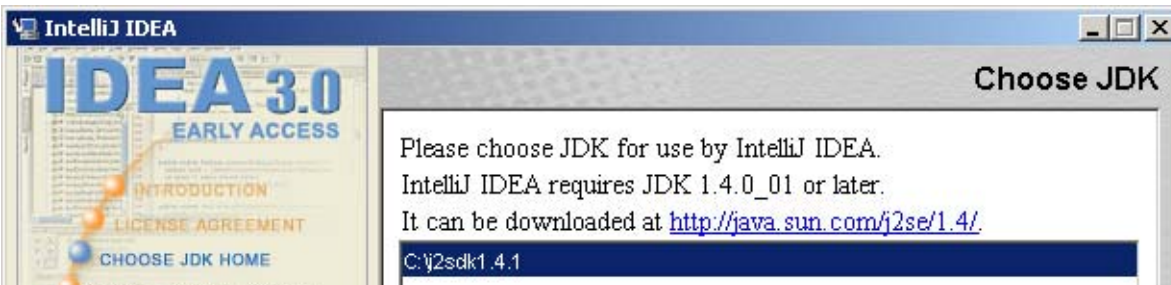 IntelliJ IDEA
IDEA 3.0
EARLY ACCESS
INTRODUCTION
LICENSE AGREEMENT
CHOOSE JDK HOME
Choose JDK
Please choose JDK for use by IntelliJ IDEA.
IntelliJ IDEA requires JDK 1.4.0_01 or later.
It can be downloaded at http://java.sun.com/j2se/1.4/.
C:\j2sdk1.4.1